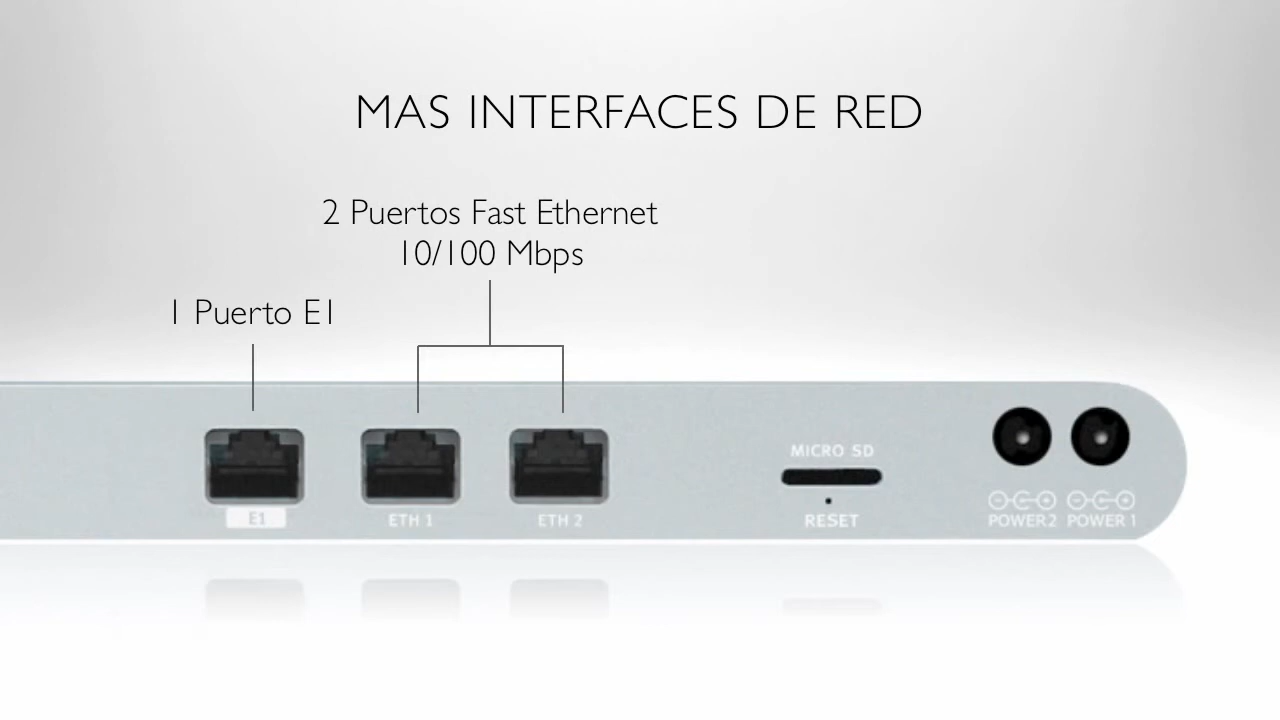 MAS INTERFACES DE RED
2 Puertos Fast Ethernet
10/100 Mbps
1 Puerto E1
MICRO SD
E1
ETH 1
ETH 2
RESET
POWER2
POWER 1